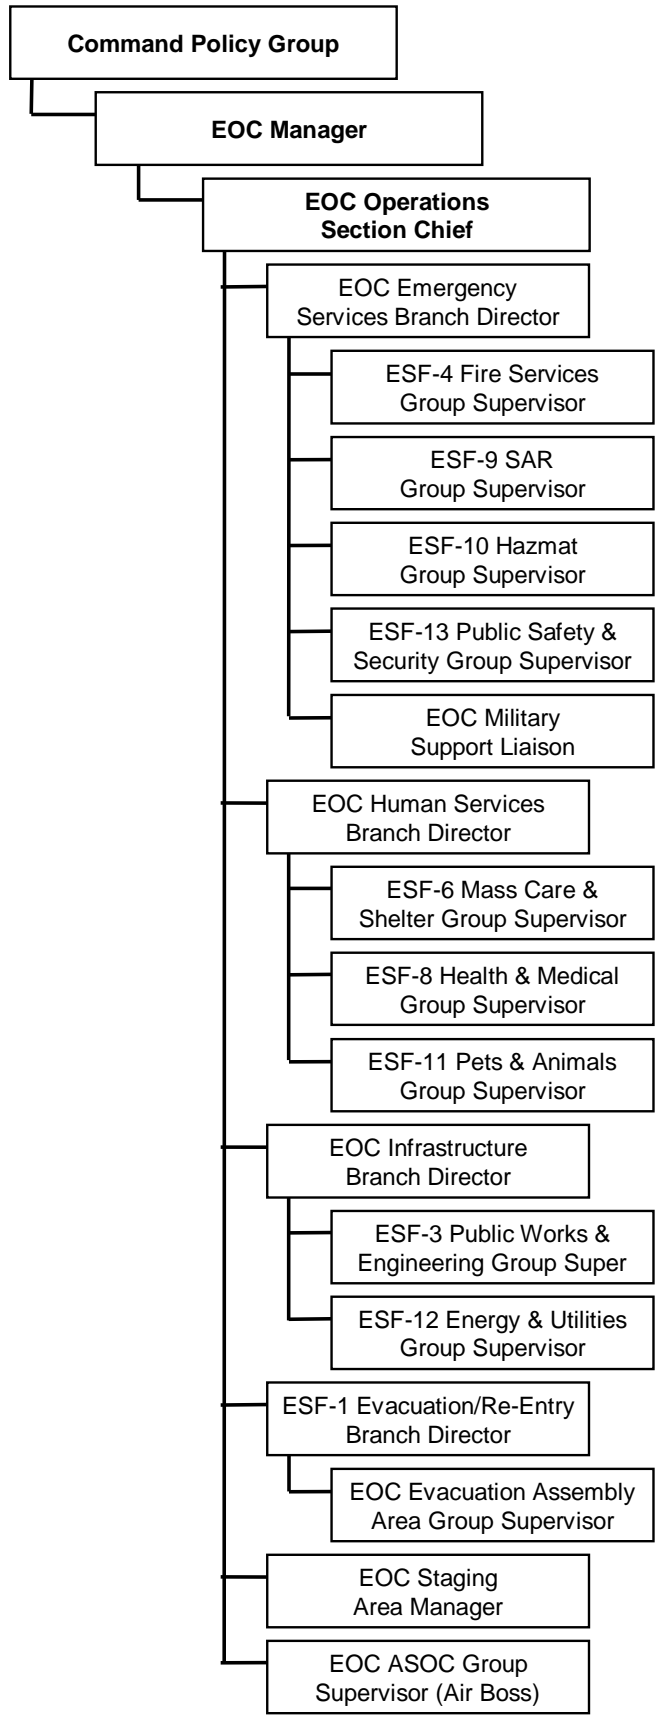 Command Policy Group
EOC Manager
EOC Operations
Section Chief
EOC Emergency
Services Branch Director
ESF-4 Fire Services
Group Supervisor
ESF-9 SAR
Group Supervisor
ESF-10 Hazmat
Group Supervisor
ESF-13 Public Safety &
Security Group Supervisor
EOC Military
Support Liaison
EOC Human Services
Branch Director
ESF-6 Mass Care &
Shelter Group Supervisor
ESF-8 Health & Medical
Group Supervisor
ESF-11 Pets & Animals
Group Supervisor
EOC Infrastructure
Branch Director
ESF-3 Public Works &
Engineering Group Super
ESF-12 Energy & Utilities
Group Supervisor
ESF-1 Evacuation/Re-Entry
Branch Director
EOC Evacuation Assembly
Area Group Supervisor
EOC Staging
Area Manager
EOC ASOC Group
Supervisor (Air Boss)